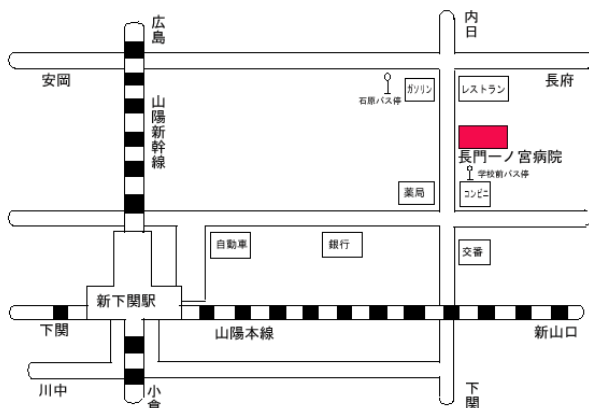 広島
内日
安岡
長府
石原バス停
ガソリン
レストラン
山陽新幹線
長門一ノ宮病院
学校前バス停
薬局
コンビニ
自動車
銀行
交番
新下関駅
下関
山陽本線
新山口
川中
小倉
下関